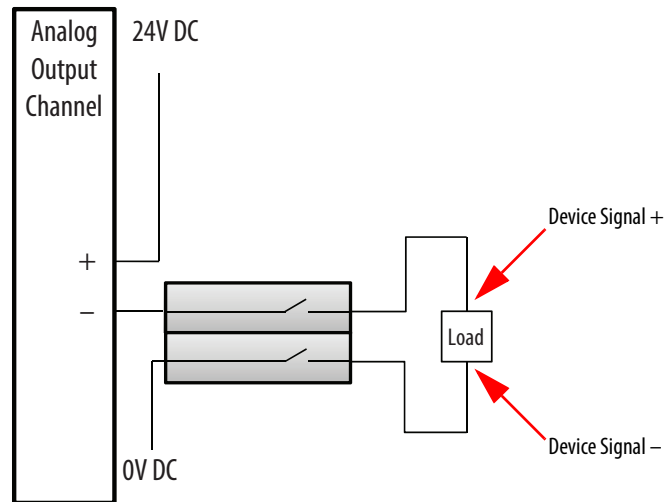 Analog
Output
Channel
24V DC
Device Signal +
+
−
Load
Device Signal −
0V DC